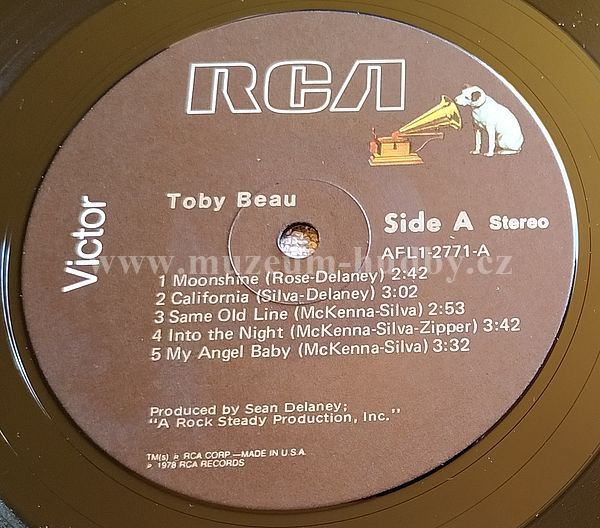 RCA
Victor
Toby Beau
Side A Stereo
AFL1-2771-A
www.muzeum-hudby.cz
1 Moonshine (Rose-Delaney) 2:42
2 California (Silva-Delaney) 3:02
3 Same Old Line (McKenna-Silva) 2:53
4 Into the Night (McKenna-Silva-Zipper) 3:42
5 My Angel Baby (McKenna-Silva) 3:32
Produced by Sean Delaney;
"A Rock Steady Production, Inc."
TM(s) ® RCA CORP—MADE IN U.S.A.
℗ 1978 RCA RECORDS